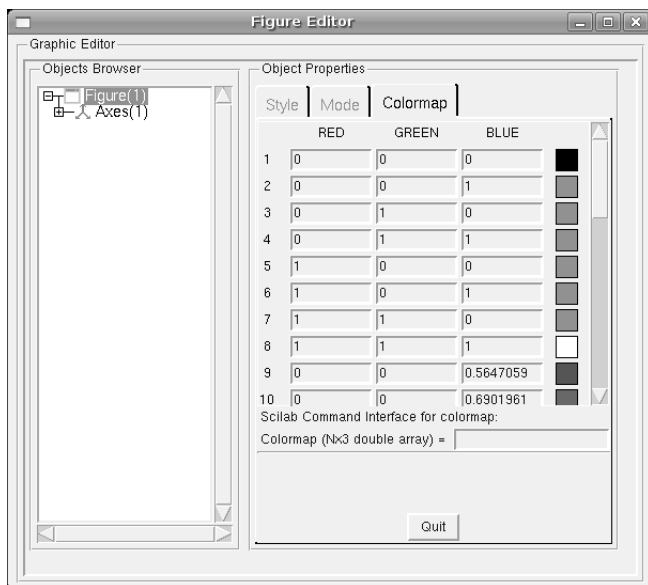 Figure Editor
Graphic Editor
Objects Browser
Figure(1)
Axes(1)
Object Properties
Style Mode Colormap
RED GREEN BLUE
1 0 0 0
2 0 0 1
3 0 1 0
4 0 1 1
5 1 0 0
6 1 0 1
7 1 1 0
8 1 1 1
9 0 0 0.5647059
10 0 0 0.6901961
Scilab Command Interface for colormap:
Colormap (Nx3 double array) =
Quit